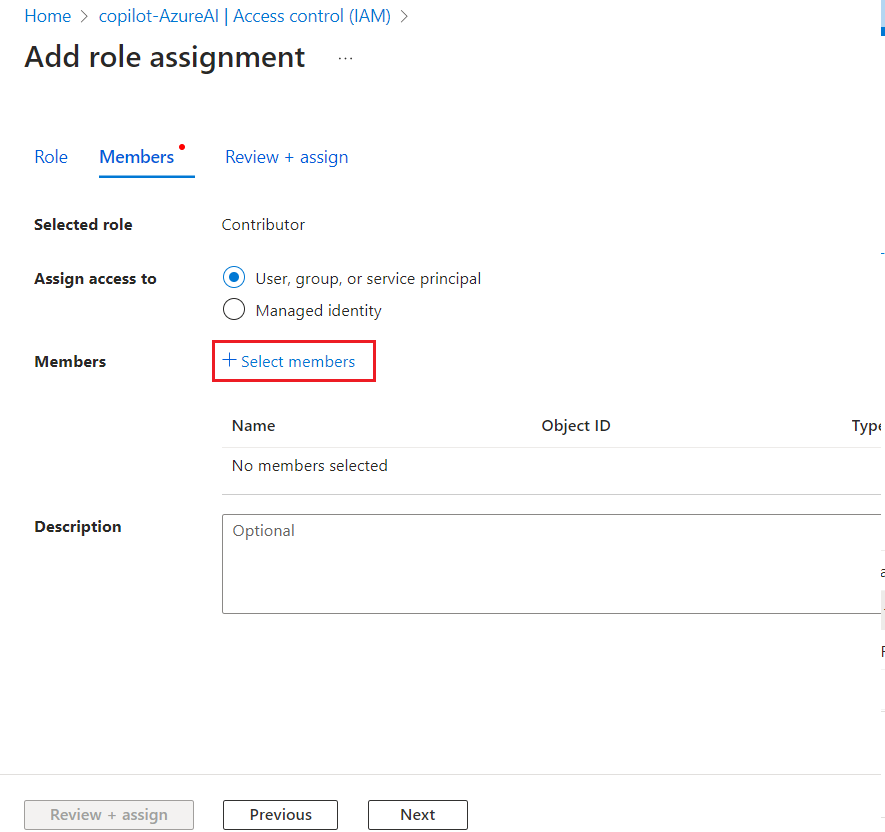 Home > copilot-AzureAI | Access control (IAM) >
Add role assignment ...
Role Members Review + assign
Selected role Contributor
Assign access to User, group, or service principal
Managed identity
Members + Select members
Name Object ID Type
No members selected
Description Optional
Review + assign Previous Next